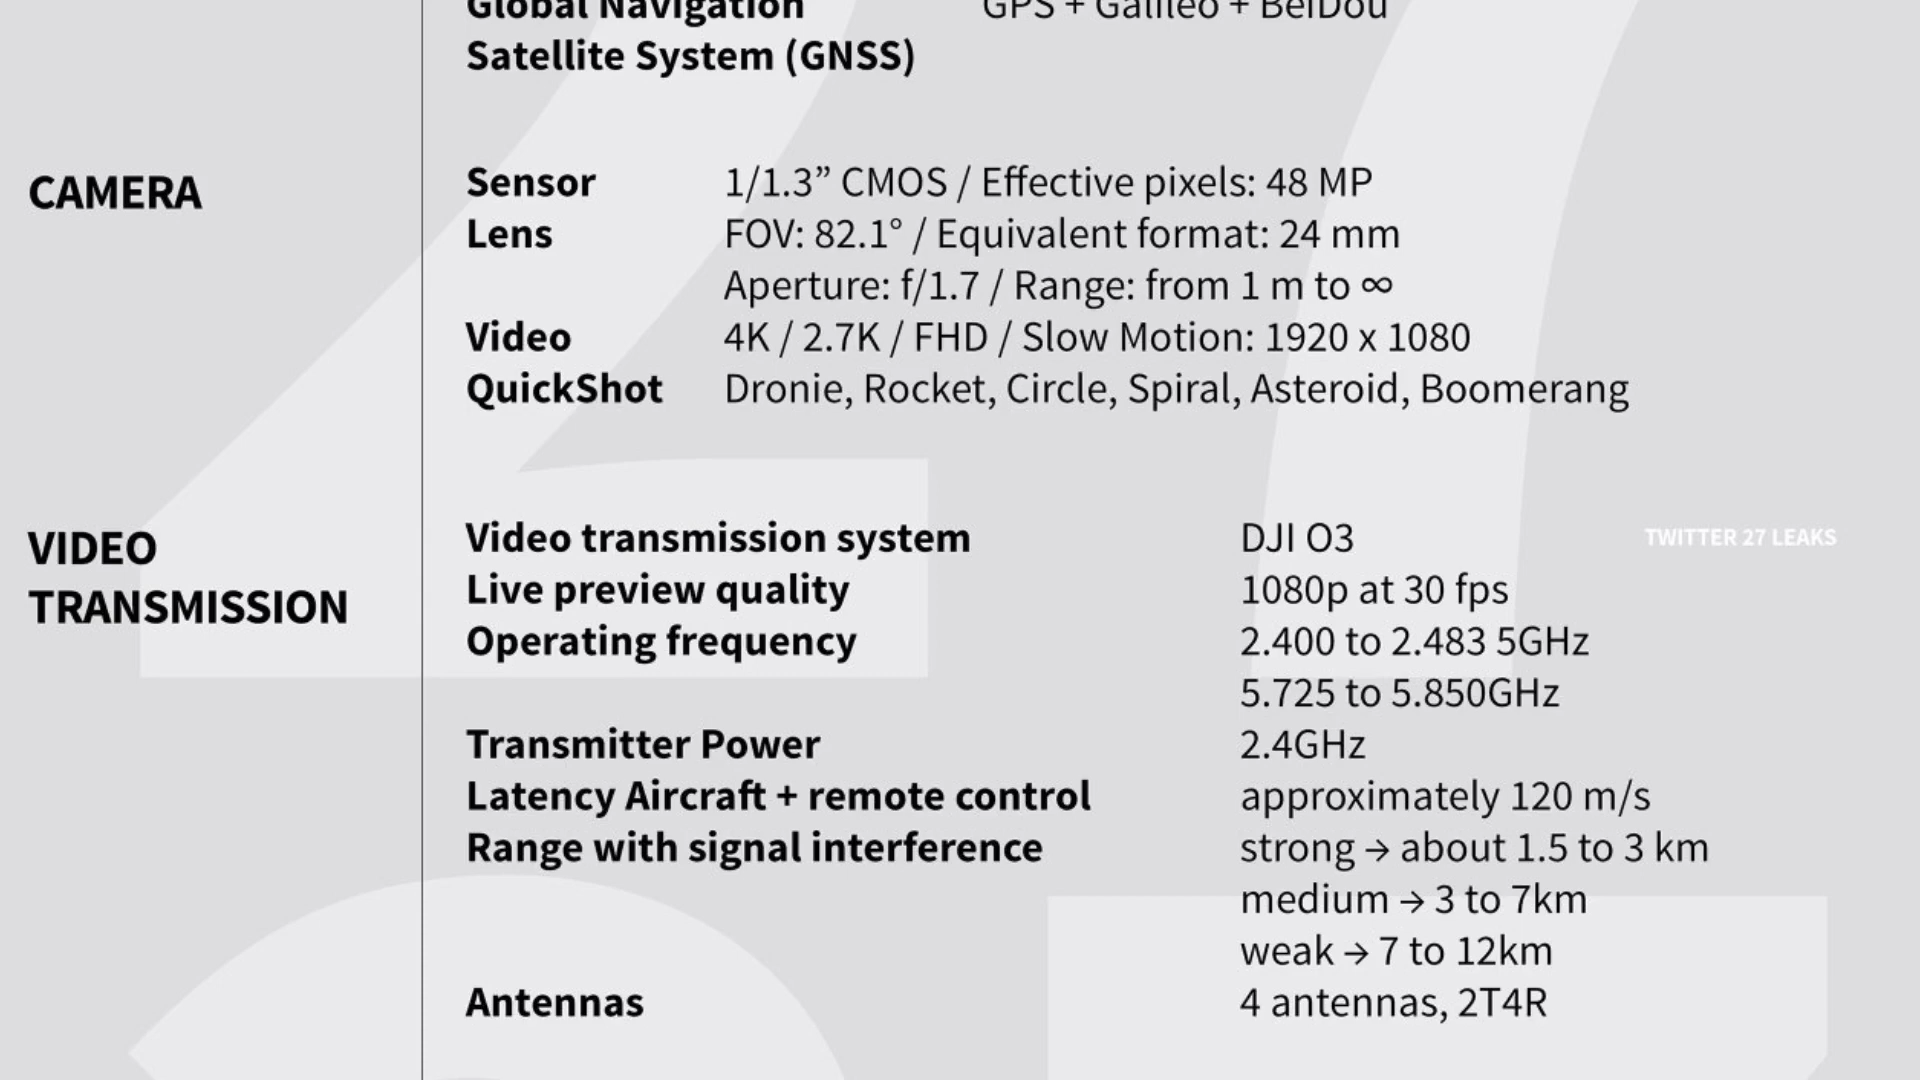 Global Navigation GPS + Galileo + BeiDou
Satellite System (GNSS)
CAMERA
Sensor 1/1.3” CMOS / Effective pixels: 48 MP
Lens FOV: 82.1° / Equivalent format: 24 mm
Aperture: f/1.7 / Range: from 1 m to ∞
Video 4K / 2.7K / FHD / Slow Motion: 1920 x 1080
QuickShot Dronie, Rocket, Circle, Spiral, Asteroid, Boomerang
VIDEO
TRANSMISSION
Video transmission system DJI O3
TWITTER 27 LEAKS
Live preview quality 1080p at 30 fps
Operating frequency 2.400 to 2.483 5GHz
5.725 to 5.850GHz
Transmitter Power 2.4GHz
Latency Aircraft + remote control approximately 120 m/s
Range with signal interference strong → about 1.5 to 3 km
medium → 3 to 7km
weak → 7 to 12km
Antennas 4 antennas, 2T4R